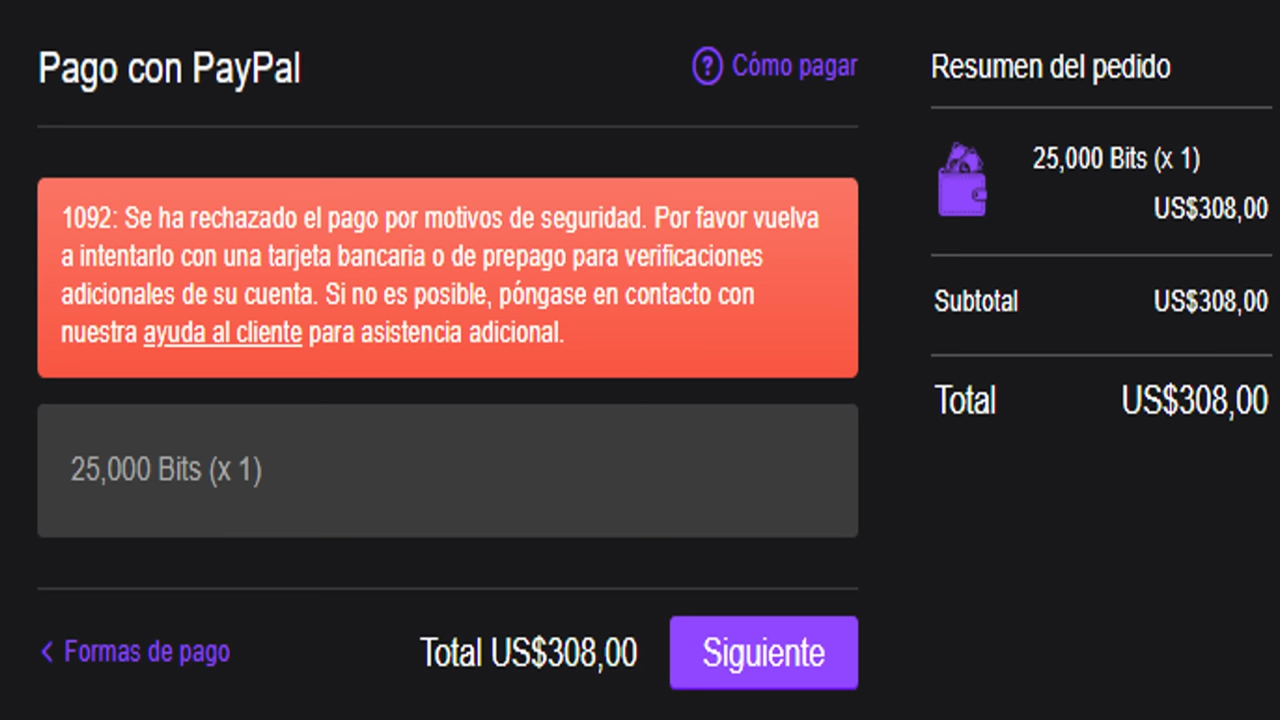 Pago con PayPal
? Cómo pagar
1092: Se ha rechazado el pago por motivos de seguridad. Por favor vuelva
a intentarlo con una tarjeta bancaria o de prepago para verificaciones
adicionales de su cuenta. Si no es posible, póngase en contacto con
nuestra ayuda al cliente para asistencia adicional.
25,000 Bits (x 1)
Formas de pago
Total US$308,00
Siguiente
Resumen del pedido
25,000 Bits (x 1)
US$308,00
Subtotal US$308,00
Total US$308,00